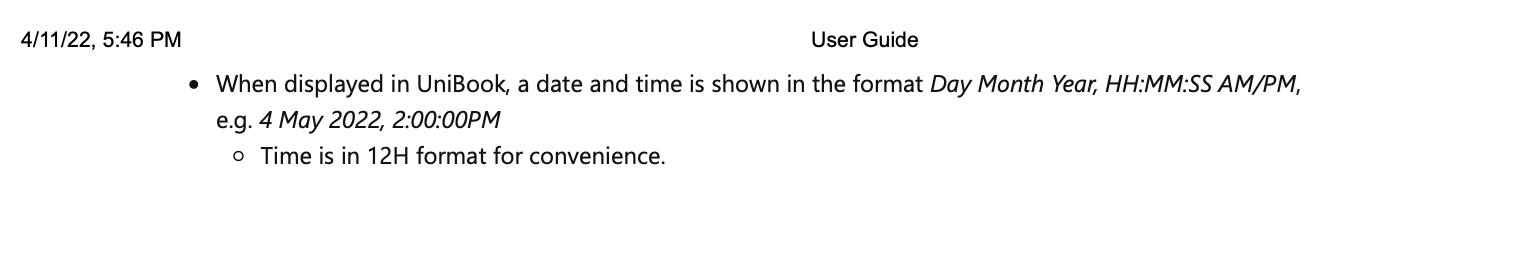 4/11/22, 5:46 PM User Guide
• When displayed in UniBook, a date and time is shown in the format Day Month Year, HH:MM:SS AM/PM,
e.g. 4 May 2022, 2:00:00PM
◦ Time is in 12H format for convenience.